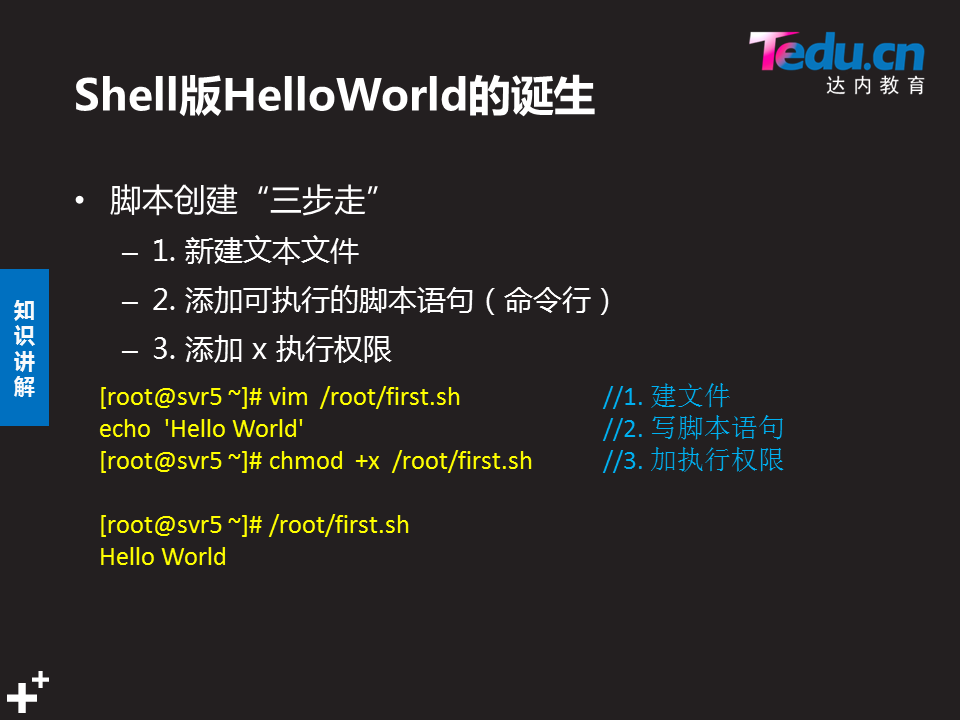 Tedu.cn
达内教育
Shell版HelloWorld的诞生
• 脚本创建“三步走”
– 1. 新建文本文件
– 2. 添加可执行的脚本语句（命令行）
– 3. 添加 x 执行权限
知识讲解
[root@svr5 ~]# vim /root/first.sh //1. 建文件
echo 'Hello World' //2. 写脚本语句
[root@svr5 ~]# chmod +x /root/first.sh //3. 加执行权限
[root@svr5 ~]# /root/first.sh
Hello World